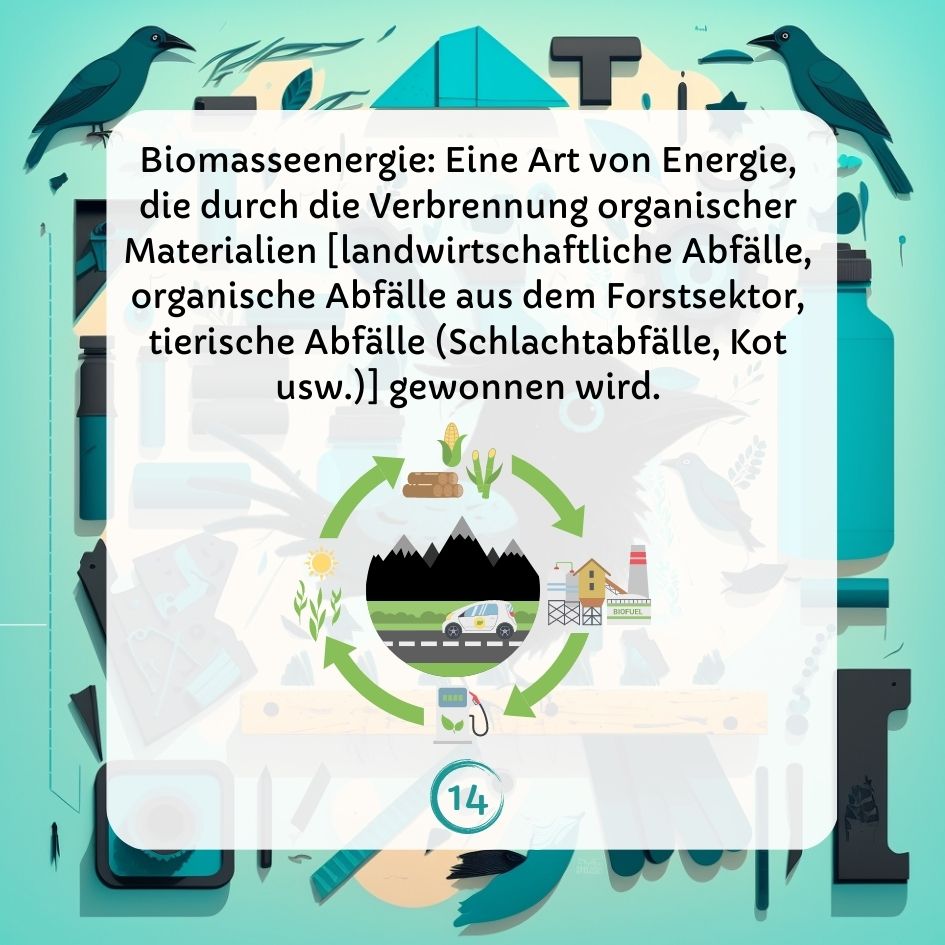 Biomasseenergie: Eine Art von Energie,
die durch die Verbrennung organischer
Materialien [landwirtschaftliche Abfälle,
organische Abfälle aus dem Forstsektor,
tierische Abfälle (Schlachtabfälle, Kot
usw.)] gewonnen wird.
BIOFUEL
14